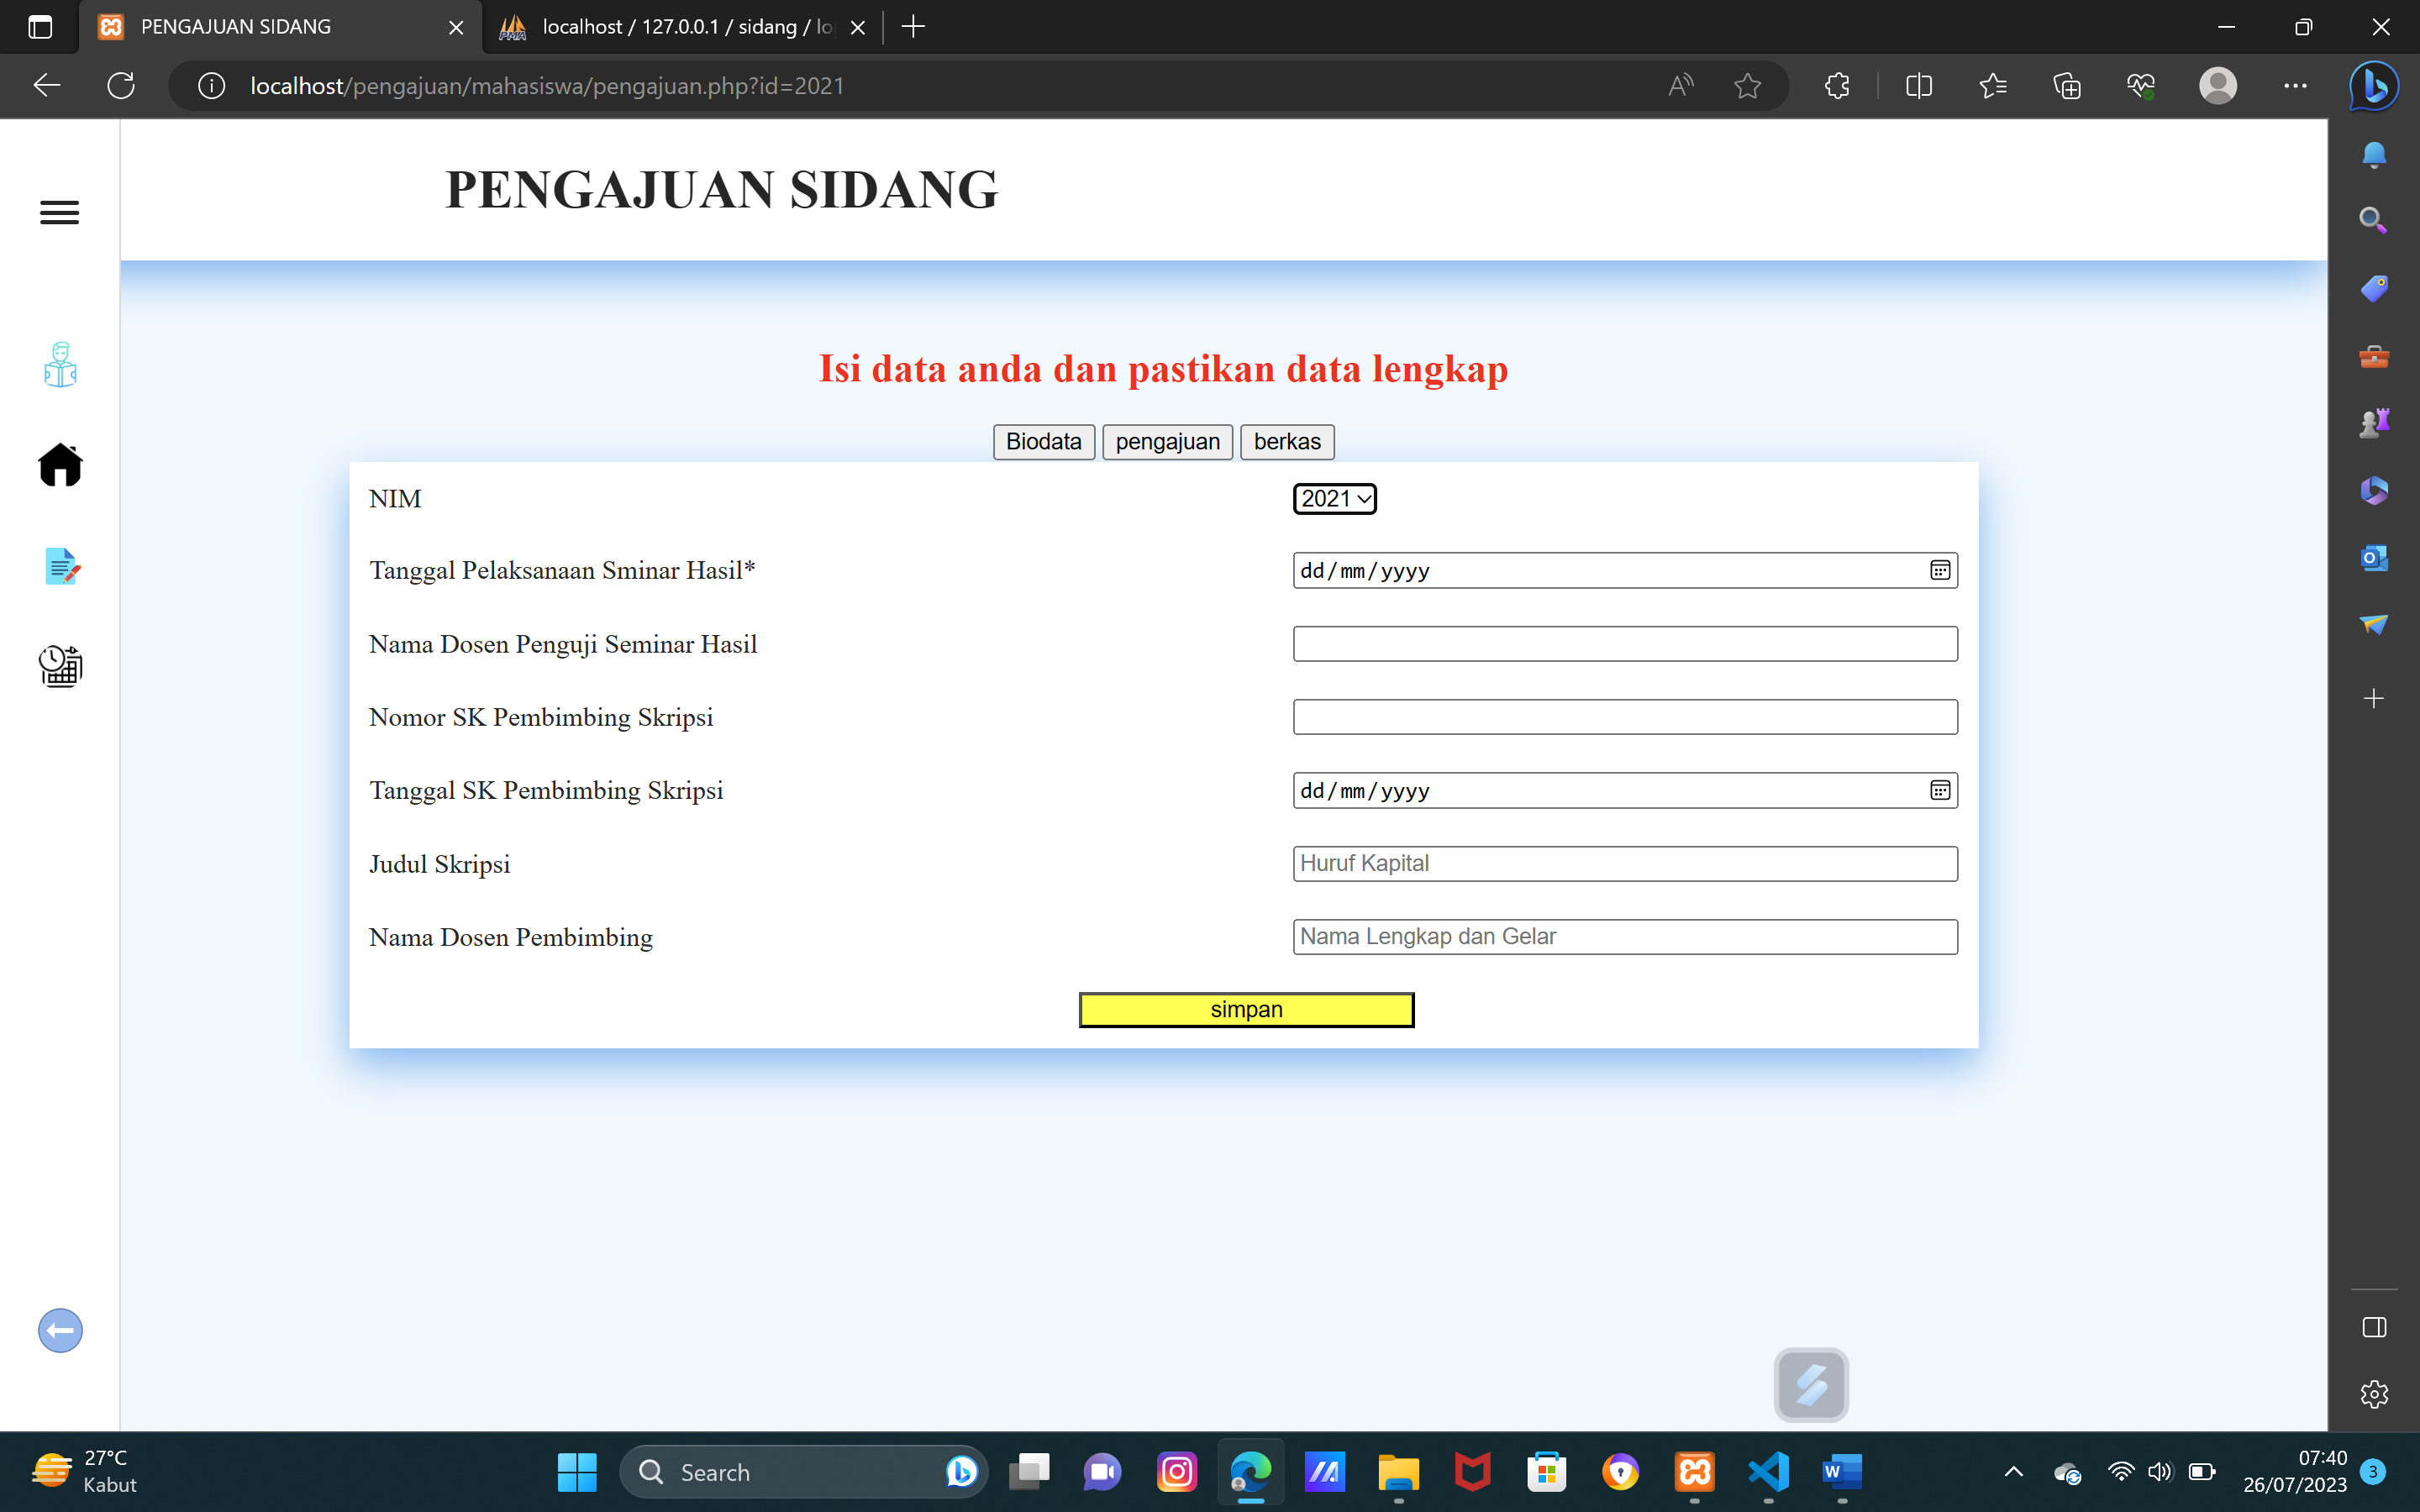 PENGAJUAN SIDANG
localhost / 127.0.0.1 / sidang / lo
localhost/pengajuan/mahasiswa/pengajuan.php?id=2021
PENGAJUAN SIDANG
Isi data anda dan pastikan data lengkap
Biodata pengajuan berkas
NIM 2021
Tanggal Pelaksanaan Sminar Hasil* dd/mm/yyyy
Nama Dosen Penguji Seminar Hasil
Nomor SK Pembimbing Skripsi
Tanggal SK Pembimbing Skripsi dd/mm/yyyy
Judul Skripsi Huruf Kapital
Nama Dosen Pembimbing Nama Lengkap dan Gelar
simpan
27°C
Kabut
Search
07:40
26/07/2023
3